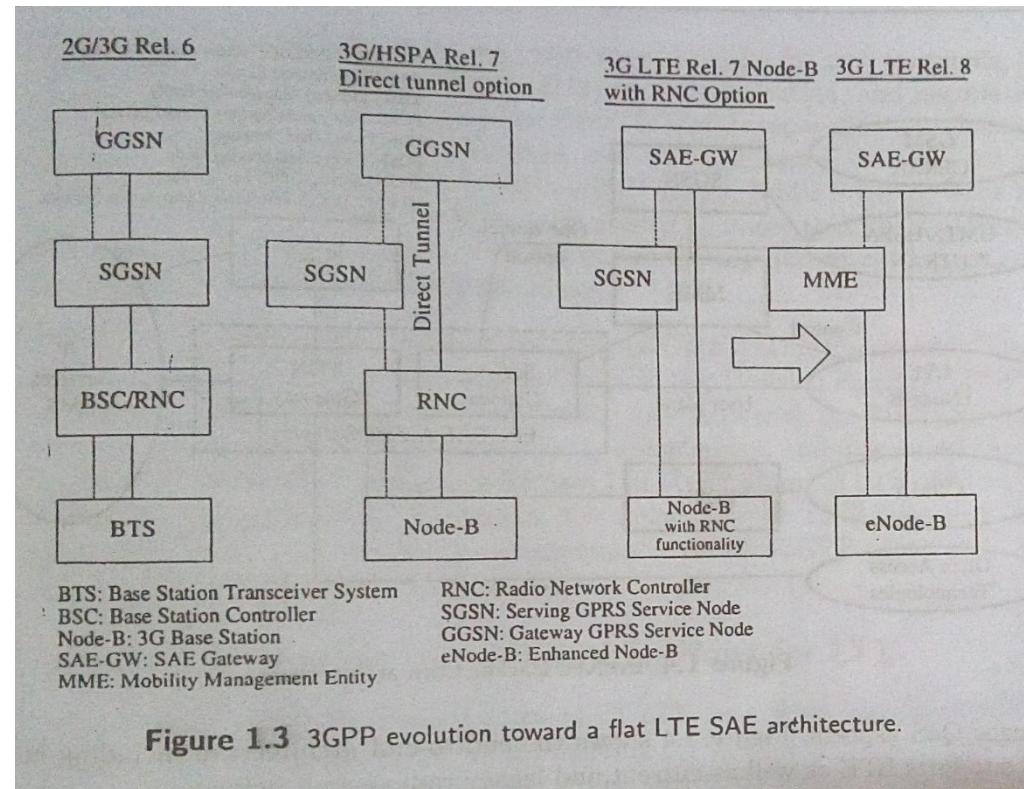 2G/3G Rel. 6
3G/HSPA Rel. 7
Direct tunnel option
3G LTE Rel. 7 Node-B
with RNC Option
3G LTE Rel. 8
GGSN
GGSN
SAE-GW
SAE-GW
SGSN
SGSN
Direct Tunnel
SGSN
MME
BSC/RNC
RNC
BTS
Node-B
Node-B
with RNC
functionality
eNode-B
BTS: Base Station Transceiver System
BSC: Base Station Controller
Node-B: 3G Base Station
SAE-GW: SAE Gateway
MME: Mobility Management Entity
RNC: Radio Network Controller
SGSN: Serving GPRS Service Node
GGSN: Gateway GPRS Service Node
eNode-B: Enhanced Node-B
Figure 1.3 3GPP evolution toward a flat LTE SAE architecture.